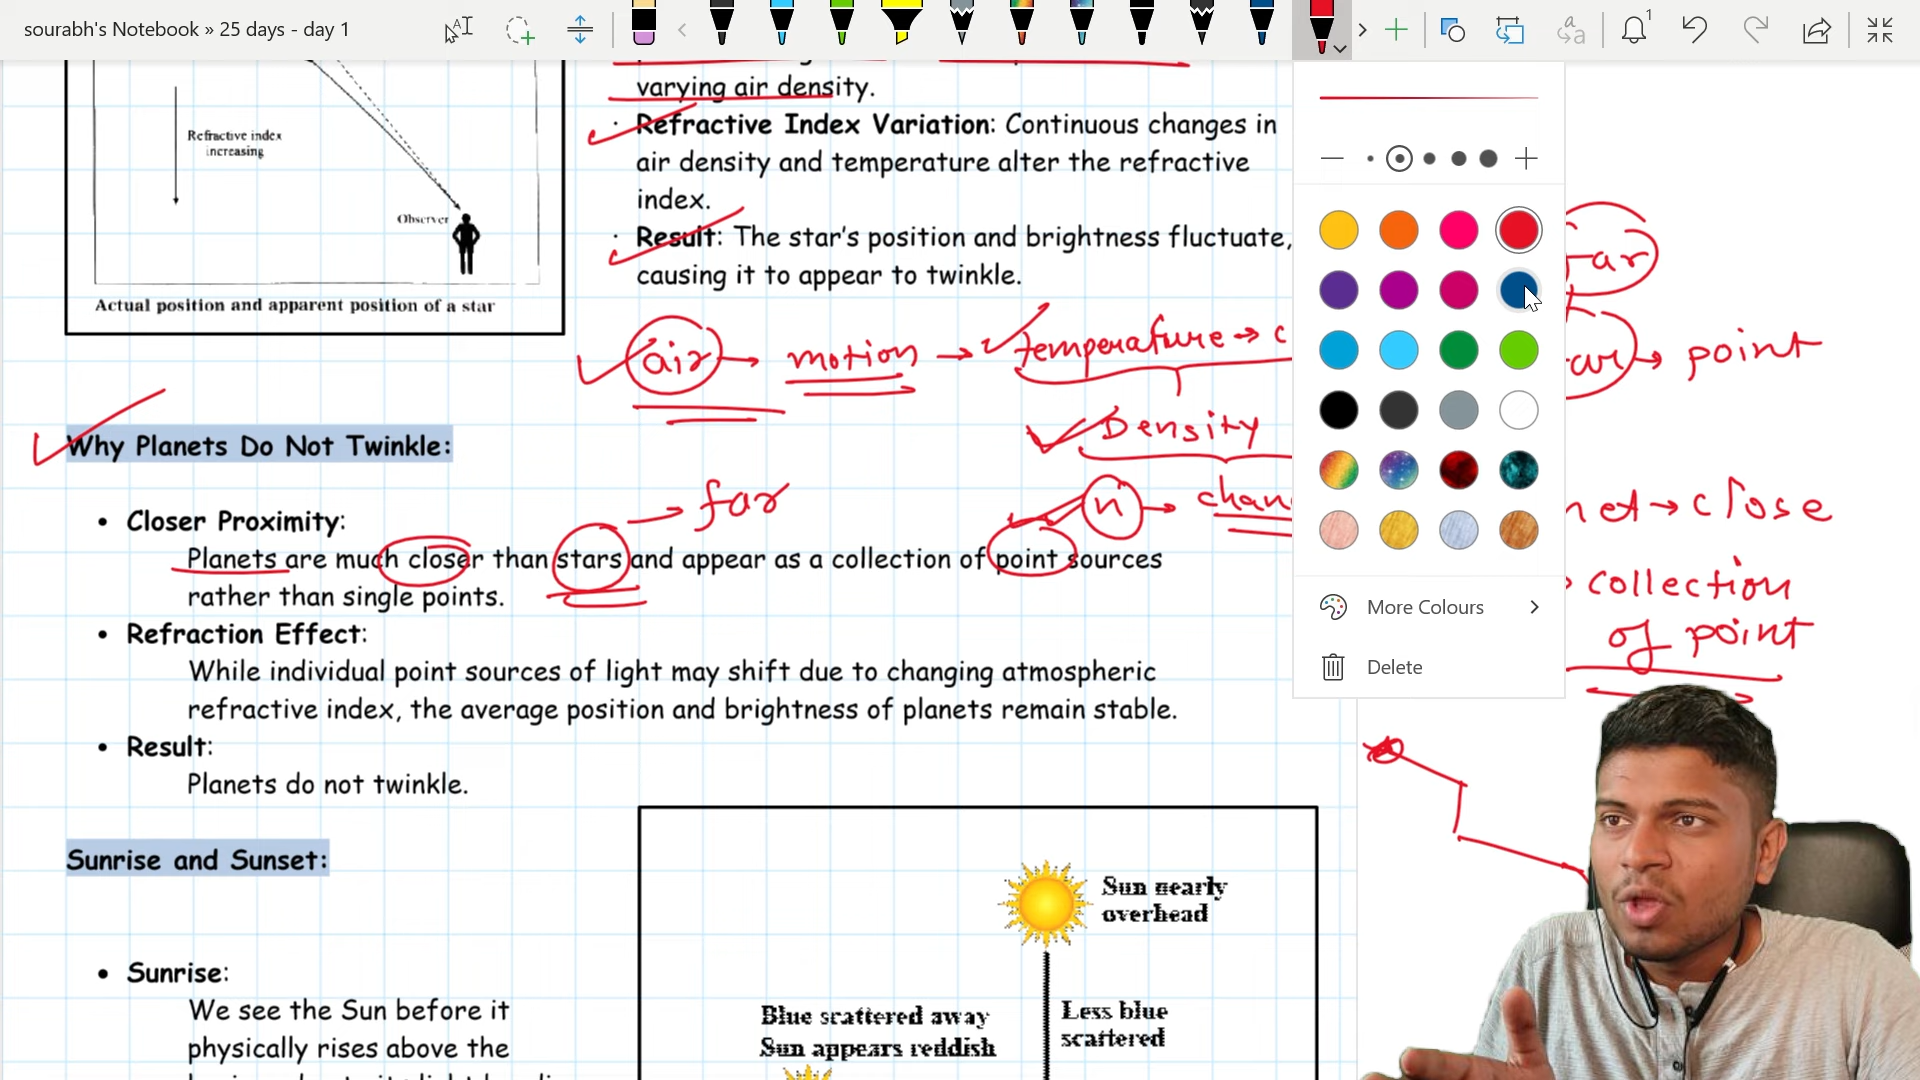 sourabh's Notebook » 25 days - day 1
Refractive index
increasing
Observer
Actual position and apparent position of a star
varying air density.
· Refractive Index Variation: Continuous changes in
air density and temperature alter the refractive
index.
· Result: The star's position and brightness fluctuate,
causing it to appear to twinkle.
air → motion → temperature → c
Density
n → chan
far
point
Why Planets Do Not Twinkle:
→ far
• Closer Proximity:
Planets are much closer than stars and appear as a collection of point sources
rather than single points.
• Refraction Effect:
While individual point sources of light may shift due to changing atmospheric
refractive index, the average position and brightness of planets remain stable.
• Result:
Planets do not twinkle.
net → close
collection
of point
More Colours
Delete
Sunrise and Sunset:
• Sunrise:
We see the Sun before it
physically rises above the
Sun nearly
overhead
Blue scattered away
Sun appears reddish
Less blue
scattered
1